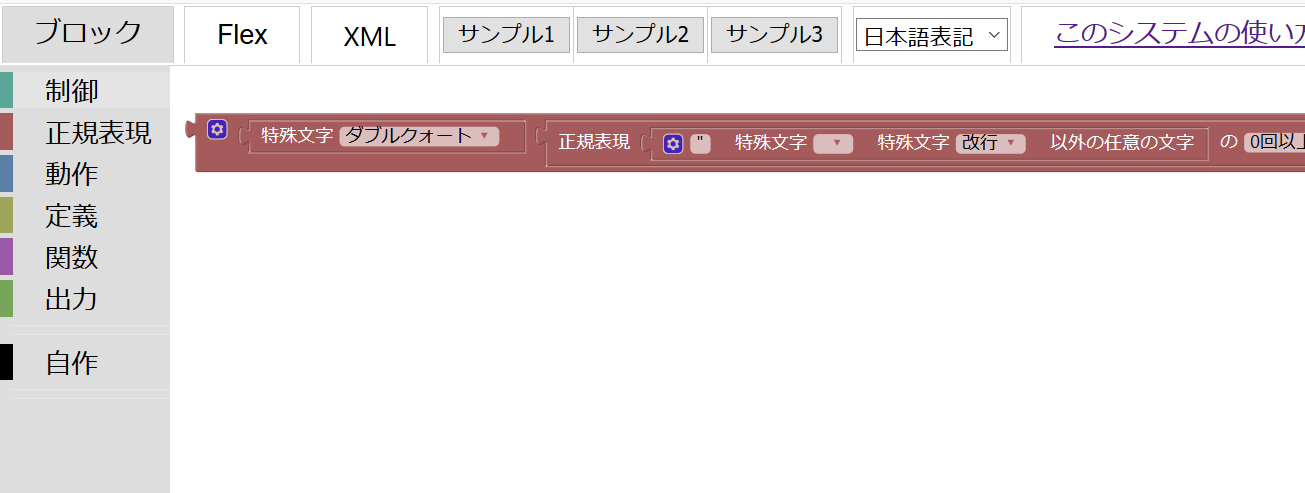 ブロック Flex XML サンプル1 サンプル2 サンプル3 日本語表記 このシステムの使い
制御
正規表現
動作
定義
関数
出力
自作
特殊文字 ダブルクォート 正規表現 " 特殊文字 特殊文字 改行 以外の任意の文字 の 0回以上